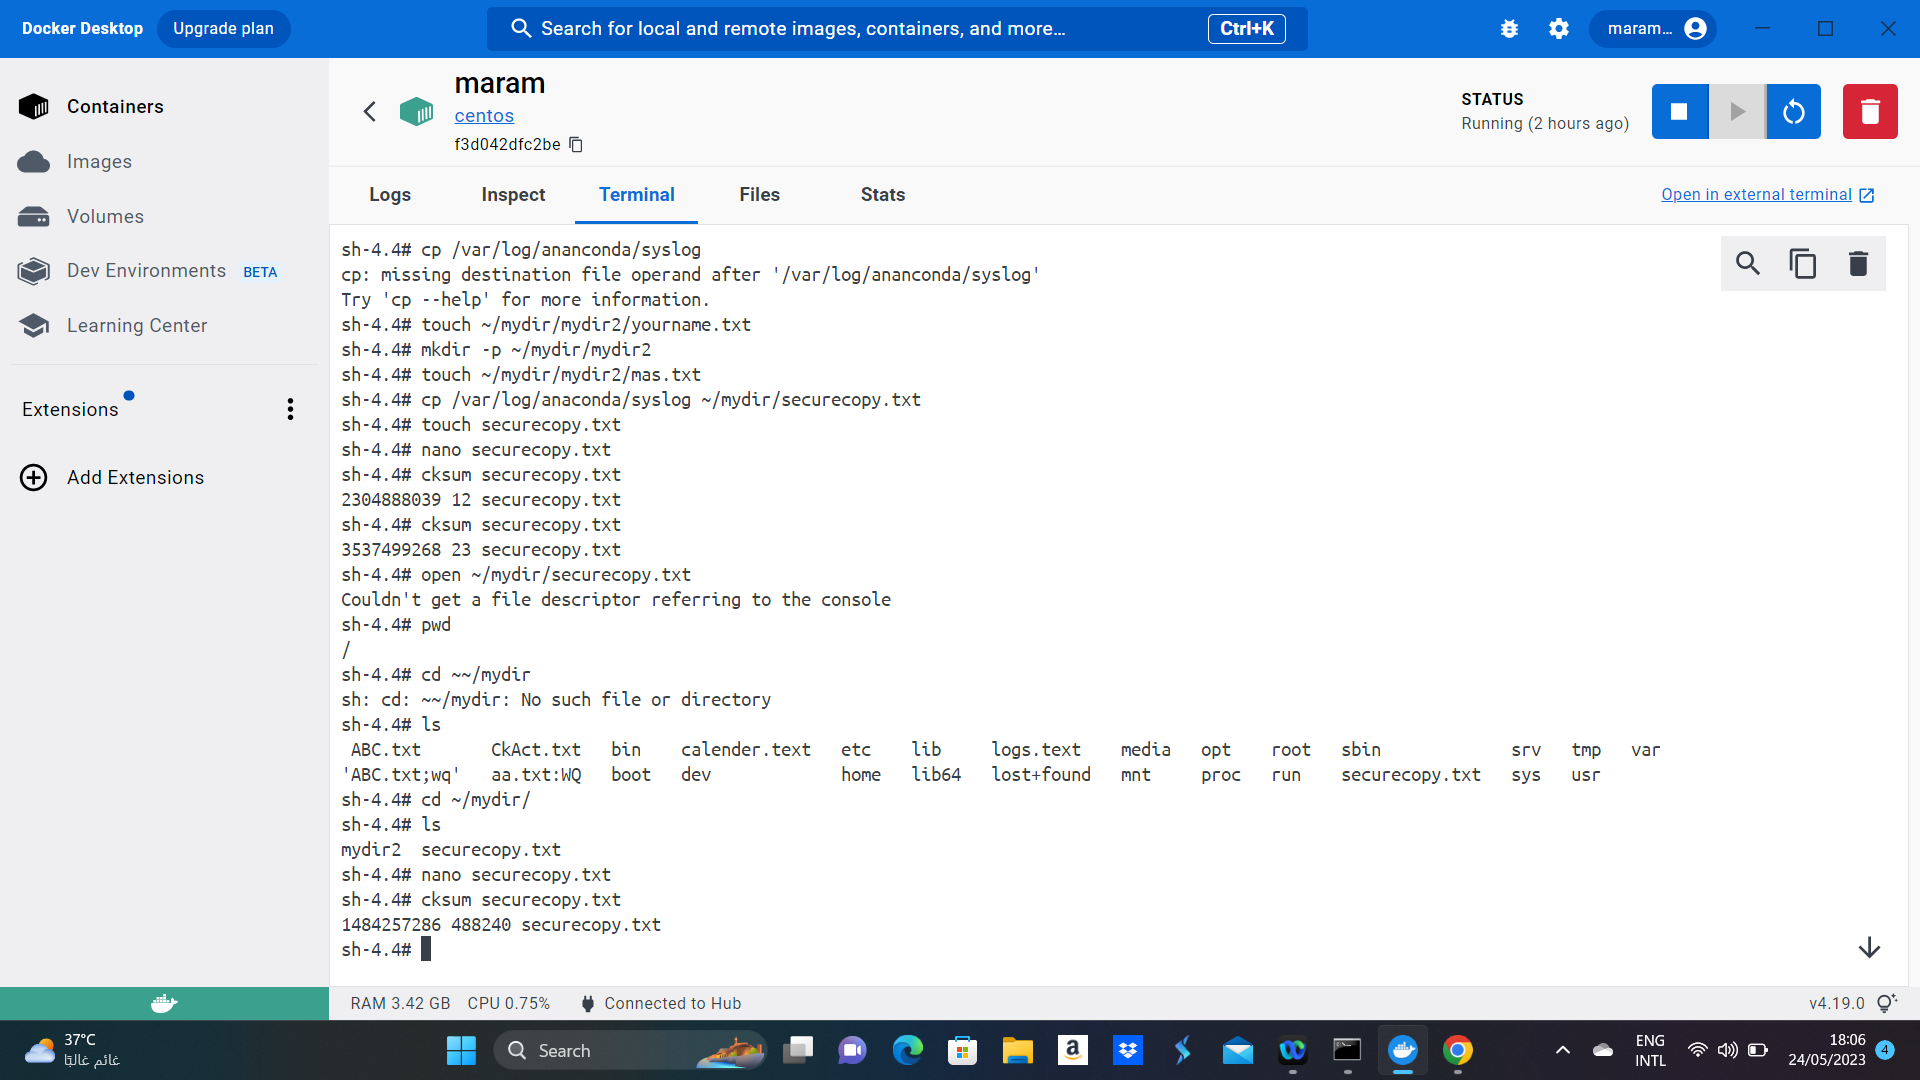 Docker Desktop Upgrade plan Search for local and remote images, containers, and more... Ctrl+K maram...
Containers
Images
Volumes
Dev Environments BETA
Learning Center
Extensions
Add Extensions
maram
centos
f3d042dfc2be
STATUS
Running (2 hours ago)
Logs Inspect Terminal Files Stats Open in external terminal
sh-4.4# cp /var/log/ananconda/syslog
cp: missing destination file operand after '/var/log/ananconda/syslog'
Try 'cp --help' for more information.
sh-4.4# touch ~/mydir/mydir2/yourname.txt
sh-4.4# mkdir -p ~/mydir/mydir2
sh-4.4# touch ~/mydir/mydir2/mas.txt
sh-4.4# cp /var/log/anaconda/syslog ~/mydir/securecopy.txt
sh-4.4# touch securecopy.txt
sh-4.4# nano securecopy.txt
sh-4.4# cksum securecopy.txt
2304888039 12 securecopy.txt
sh-4.4# cksum securecopy.txt
3537499268 23 securecopy.txt
sh-4.4# open ~/mydir/securecopy.txt
Couldn't get a file descriptor referring to the console
sh-4.4# pwd
/
sh-4.4# cd ~~/mydir
sh: cd: ~~/mydir: No such file or directory
sh-4.4# ls
ABC.txt CkAct.txt bin calender.text etc lib logs.text media opt root sbin srv tmp var
'ABC.txt;wq' aa.txt:WQ boot dev home lib64 lost+found mnt proc run securecopy.txt sys usr
sh-4.4# cd ~/mydir/
sh-4.4# ls
mydir2 securecopy.txt
sh-4.4# nano securecopy.txt
sh-4.4# cksum securecopy.txt
1484257286 488240 securecopy.txt
sh-4.4#
RAM 3.42 GB CPU 0.75% Connected to Hub v4.19.0
37°C
غائم غالبًا
Search
ENG
INTL
18:06
24/05/2023
4